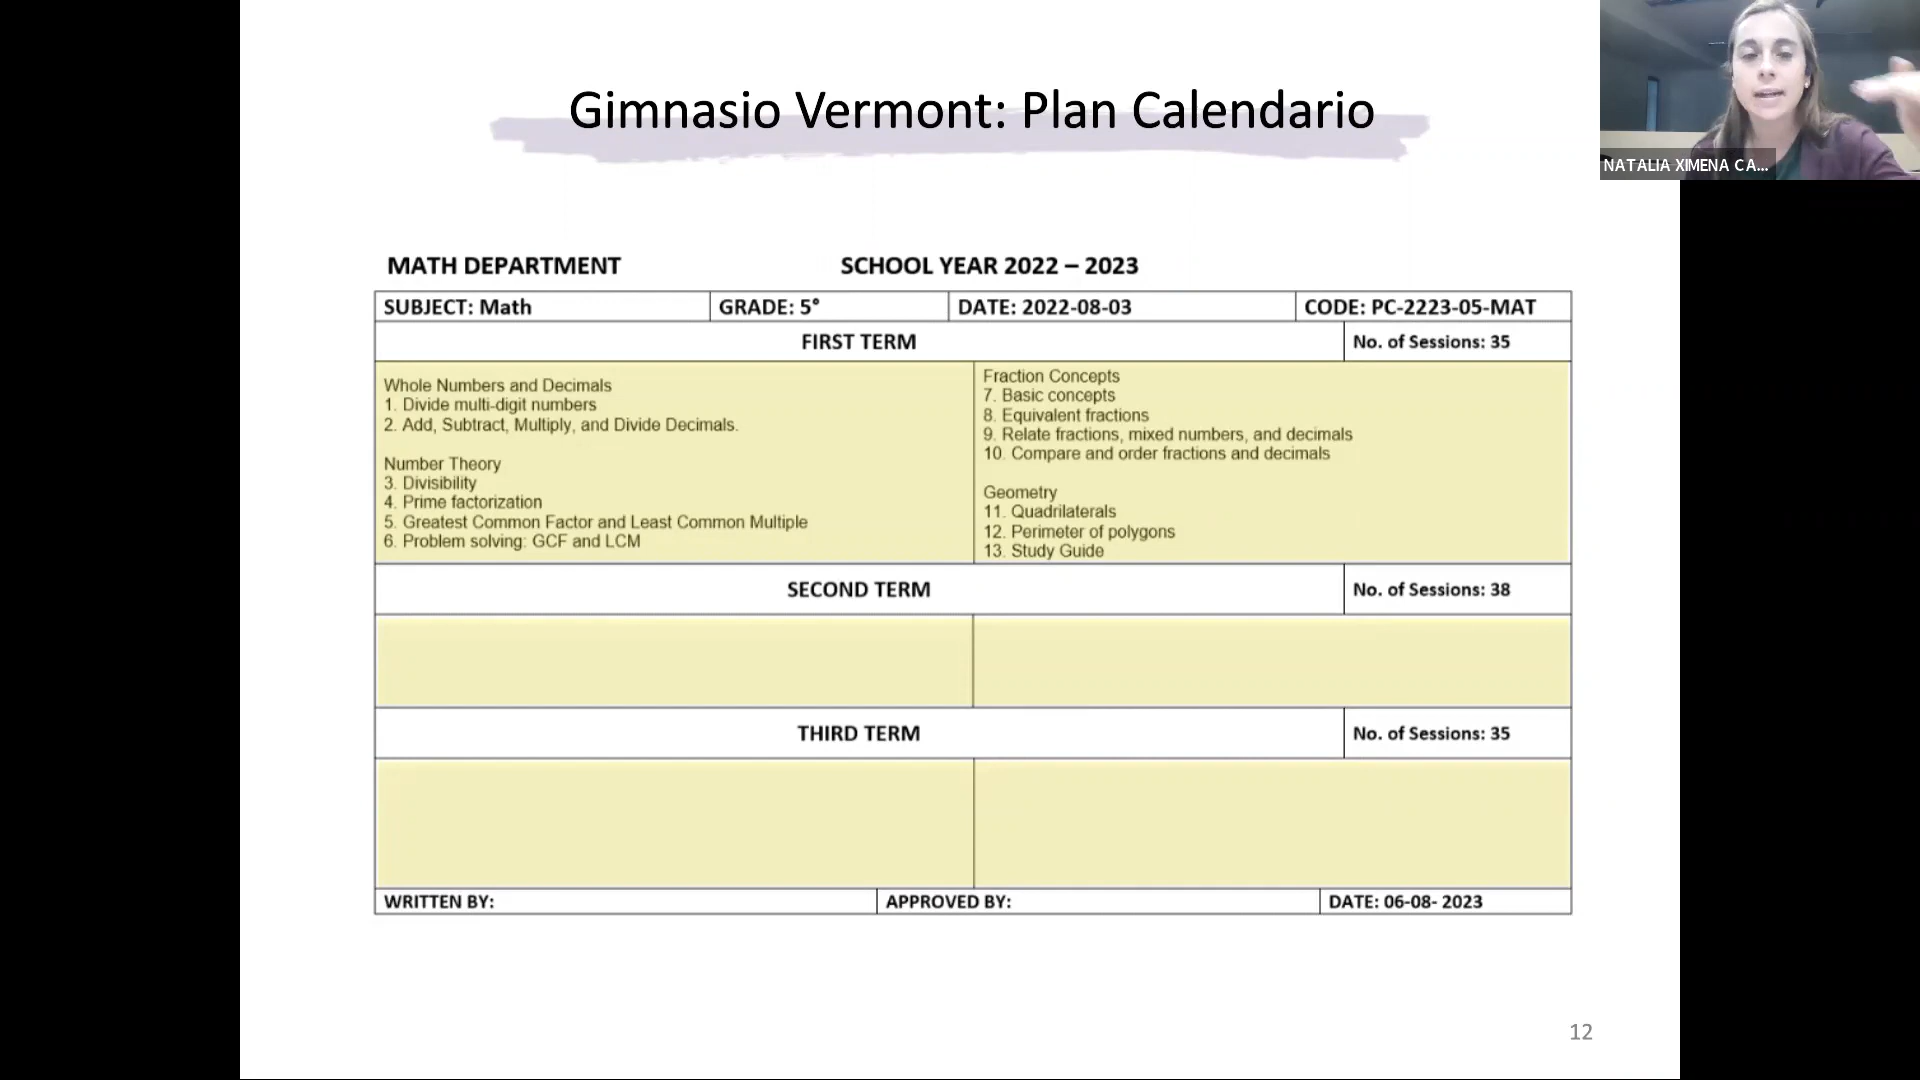 Gimnasio Vermont: Plan Calendario
NATALIA XIMENA CA...
MATH DEPARTMENT SCHOOL YEAR 2022 – 2023
SUBJECT: Math GRADE: 5° DATE: 2022-08-03 CODE: PC-2223-05-MAT
FIRST TERM No. of Sessions: 35
Whole Numbers and Decimals
1. Divide multi-digit numbers
2. Add, Subtract, Multiply, and Divide Decimals.
Number Theory
3. Divisibility
4. Prime factorization
5. Greatest Common Factor and Least Common Multiple
6. Problem solving: GCF and LCM
Fraction Concepts
7. Basic concepts
8. Equivalent fractions
9. Relate fractions, mixed numbers, and decimals
10. Compare and order fractions and decimals
Geometry
11. Quadrilaterals
12. Perimeter of polygons
13. Study Guide
SECOND TERM No. of Sessions: 38
THIRD TERM No. of Sessions: 35
WRITTEN BY: APPROVED BY: DATE: 06-08- 2023
12